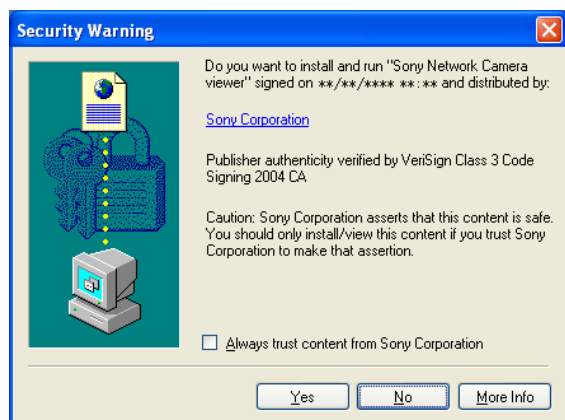 Security Warning
Do you want to install and run "Sony Network Camera
viewer" signed on **/**/**** **:** and distributed by:
Sony Corporation
Publisher authenticity verified by VeriSign Class 3 Code
Signing 2004 CA
Caution: Sony Corporation asserts that this content is safe.
You should only install/view this content if you trust Sony
Corporation to make that assertion.
Always trust content from Sony Corporation
Yes No More Info